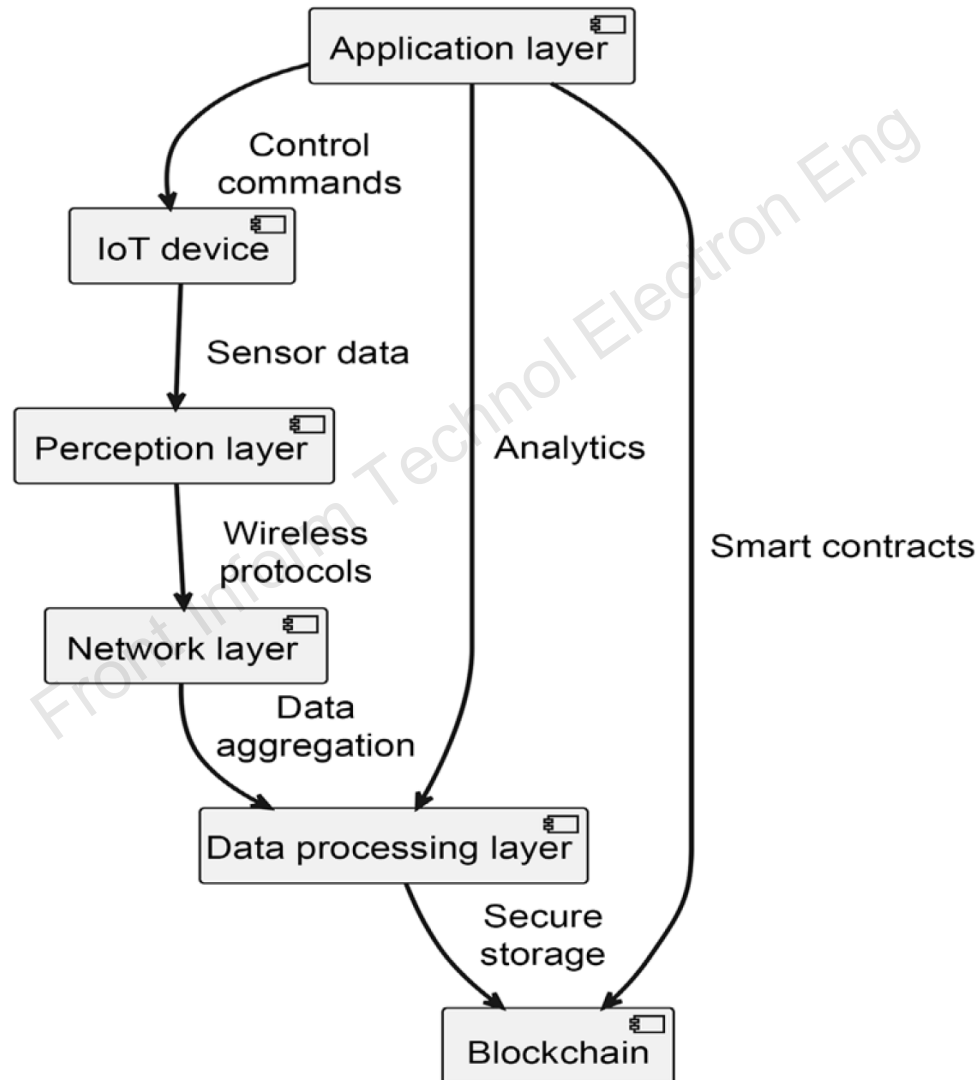 Application layer
Control
commands
IoT device
Sensor data
Perception layer
Analytics
Wireless
protocols
Smart contracts
Network layer
Data
aggregation
Data processing layer
Secure
storage
Blockchain
Front Inform Technol Electron Eng